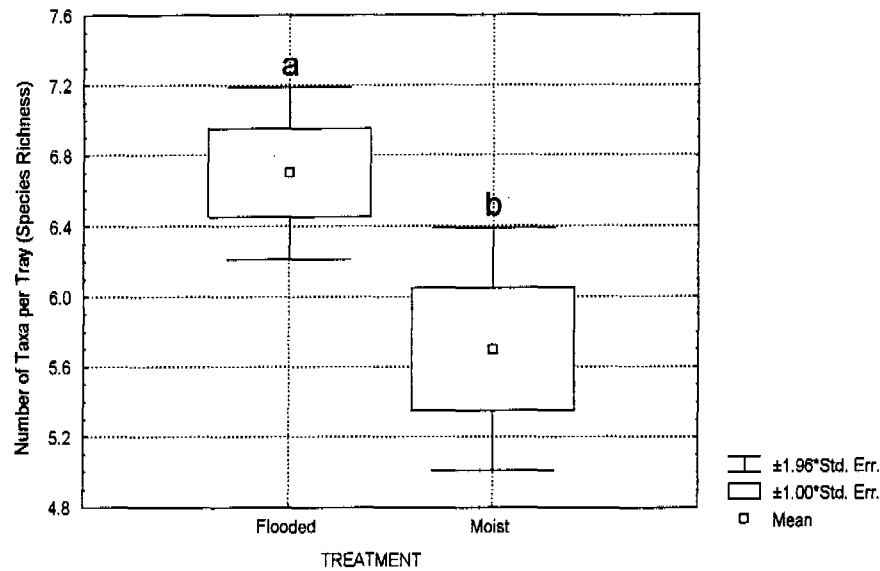 Number of Taxa per Tray (Species Richness)
7.6
7.2
6.8
6.4
6.0
5.6
5.2
4.8
a
b
Flooded
Moist
TREATMENT
±1.96*Std. Err.
±1.00*Std. Err.
Mean